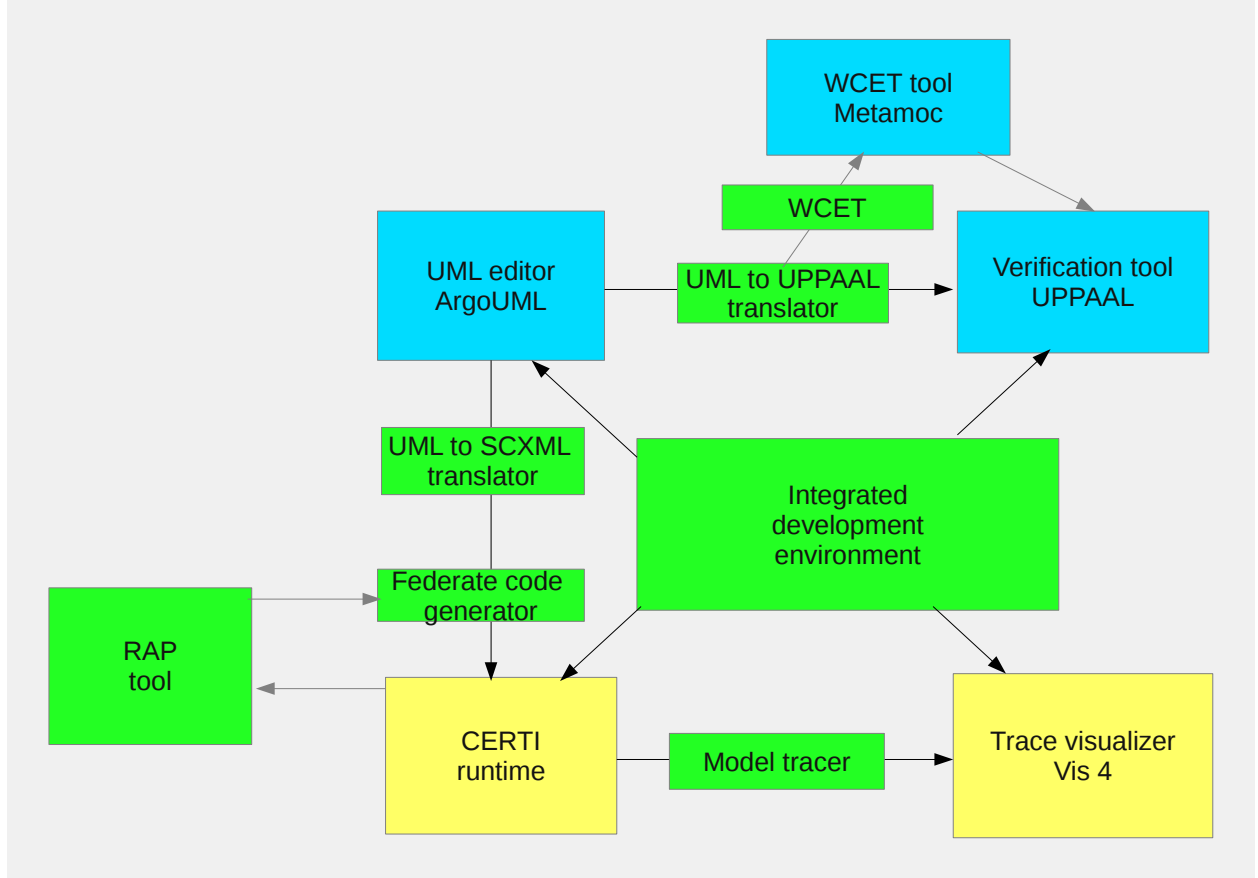 WCET tool
Metamoc
WCET
UML editor
ArgoUML
UML to UPPAAL
translator
Verification tool
UPPAAL
UML to SCXML
translator
Integrated
development
environment
Federate code
generator
RAP
tool
CERTI
runtime
Model tracer
Trace visualizer
Vis 4